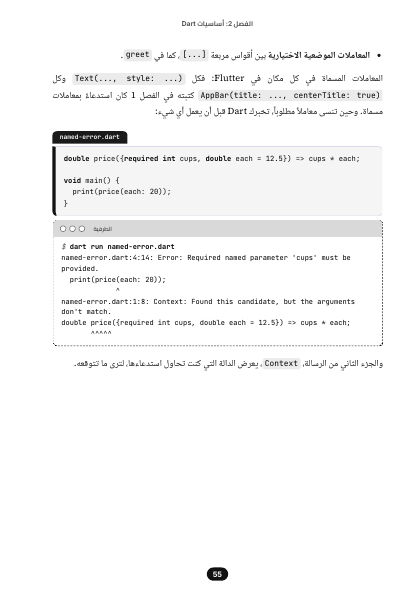 الفصل 2: أساسيات Dart
• المعاملات الموضعية الاختيارية بين أقواس مربعة [...]، كما في greet.
المعاملات المسماة في كل مكان في Flutter: فكل Text(..., style: ...) وكل
AppBar(title: ..., centerTitle: true) كتبته في الفصل 1 كان استدعاءً بمعاملات
مسماة. وحين تنسى معاملاً مطلوباً، تخبرك Dart قبل أن يعمل أي شيء:
named-error.dart
double price({required int cups, double each = 12.5}) => cups * each;
void main() {
  print(price(each: 20));
}
الطرفية
$ dart run named-error.dart
named-error.dart:4:14: Error: Required named parameter 'cups' must be
provided.
  print(price(each: 20));
             ^
named-error.dart:1:8: Context: Found this candidate, but the arguments
don't match.
double price({required int cups, double each = 12.5}) => cups * each;
       ^^^^^
والجزء الثاني من الرسالة، Context، يعرض الدالة التي كنت تحاول استدعاءها، لترى ما تتوقعه.
55